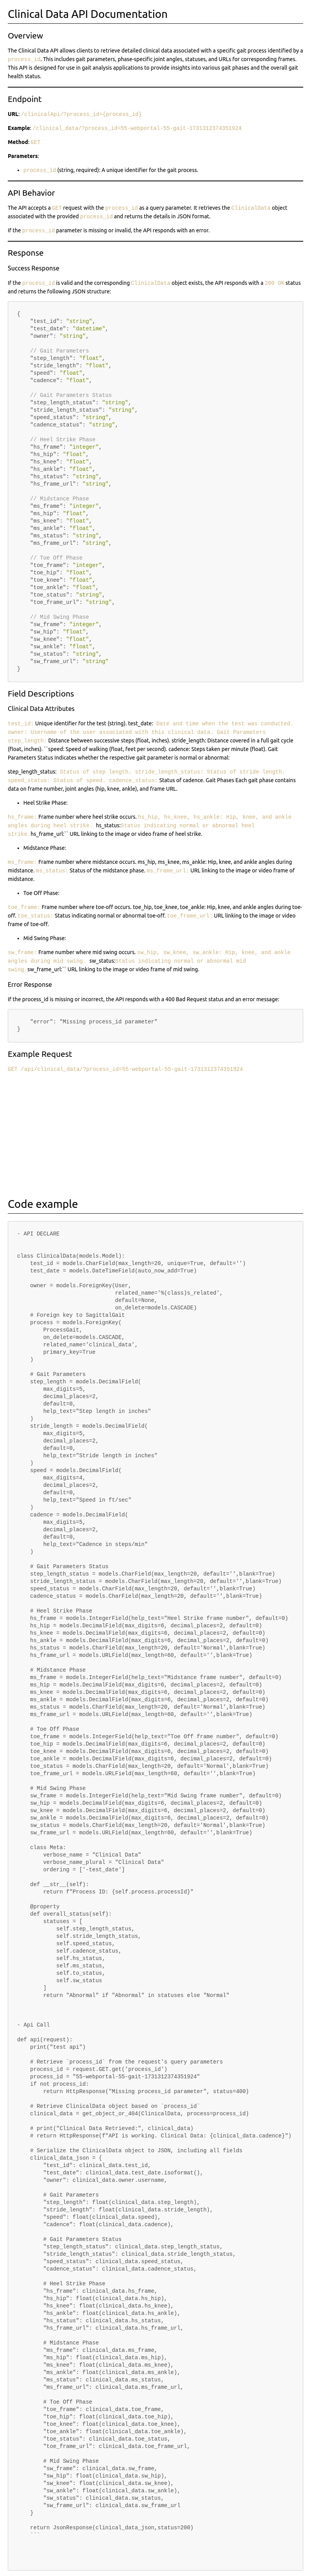 Clinical Data API Documentation
Overview
The Clinical Data API allows clients to retrieve detailed clinical data associated with a specific gait process identified by a
process_id. This includes gait parameters, phase-specific joint angles, statuses, and URLs for corresponding frames.
This API is designed for use in gait analysis applications to provide insights into various gait phases and the overall gait
health status.
Endpoint
URL: /clinicalApi/?process_id={process_id}
Example: /clinical_data/?process_id=55-webportal-55-gait-1731312374351924
Method: GET
Parameters:
• process_id (string, required): A unique identifier for the gait process.
API Behavior
The API accepts a GET request with the process_id as a query parameter. It retrieves the ClinicalData object
associated with the provided process_id and returns the details in JSON format.
If the process_id parameter is missing or invalid, the API responds with an error.
Response
Success Response
If the process_id is valid and the corresponding ClinicalData object exists, the API responds with a 200 OK status
and returns the following JSON structure:
{
"test_id": "string",
"test_date": "datetime",
"owner": "string",
// Gait Parameters
"step_length": "float",
"stride_length": "float",
"speed": "float",
"cadence": "float",
// Gait Parameters Status
"step_length_status": "string",
"stride_length_status": "string",
"speed_status": "string",
"cadence_status": "string",
// Heel Strike Phase
"hs_frame": "integer",
"hs_hip": "float",
"hs_knee": "float",
"hs_ankle": "float",
"hs_status": "string",
"hs_frame_url": "string",
// Midstance Phase
"ms_frame": "integer",
"ms_hip": "float",
"ms_knee": "float",
"ms_ankle": "float",
"ms_status": "string",
"ms_frame_url": "string",
// Toe Off Phase
"toe_frame": "integer",
"toe_hip": "float",
"toe_knee": "float",
"toe_ankle": "float",
"toe_status": "string",
"toe_frame_url": "string",
// Mid Swing Phase
"sw_frame": "integer",
"sw_hip": "float",
"sw_knee": "float",
"sw_ankle": "float",
"sw_status": "string",
"sw_frame_url": "string"
}
Field Descriptions
Clinical Data Attributes
test_id: Unique identifier for the test (string). test_date: Date and time when the test was conducted.
owner: Username of the user associated with this clinical data. Gait Parameters
step_length: Distance between successive steps (float, inches). stride_length: Distance covered in a full gait cycle
(float, inches). ``speed: Speed of walking (float, feet per second). cadence: Steps taken per minute (float). Gait
Parameters Status Indicates whether the respective gait parameter is normal or abnormal:
step_length_status: Status of step length. stride_length_status: Status of stride length.
speed_status: Status of speed. cadence_status: Status of cadence. Gait Phases Each gait phase contains
data on frame number, joint angles (hip, knee, ankle), and frame URL.
• Heel Strike Phase:
hs_frame: Frame number where heel strike occurs. hs_hip, hs_knee, hs_ankle: Hip, knee, and ankle
angles during heel strike. hs_status:Status indicating normal or abnormal heel
strike. hs_frame_url`` URL linking to the image or video frame of heel strike.
• Midstance Phase:
ms_frame: Frame number where midstance occurs. ms_hip, ms_knee, ms_ankle: Hip, knee, and ankle angles during
midstance. ms_status: Status of the midstance phase. ms_frame_url: URL linking to the image or video frame of
midstance.
• Toe Off Phase:
toe_frame: Frame number where toe-off occurs. toe_hip, toe_knee, toe_ankle: Hip, knee, and ankle angles during toe-
off. toe_status: Status indicating normal or abnormal toe-off. toe_frame_url: URL linking to the image or video
frame of toe-off.
• Mid Swing Phase:
sw_frame: Frame number where mid swing occurs. sw_hip, sw_knee, sw_ankle: Hip, knee, and ankle
angles during mid swing. sw_status:Status indicating normal or abnormal mid
swing. sw_frame_url:`` URL linking to the image or video frame of mid swing.
Error Response
If the process_id is missing or incorrect, the API responds with a 400 Bad Request status and an error message:
"error": "Missing process_id parameter"
}
Example Request
GET /api/clinical_data/?process_id=55-webportal-55-gait-1731312374351924
Code example
- API DECLARE
class ClinicalData(models.Model):
test_id = models.CharField(max_length=20, unique=True, default='')
test_date = models.DateTimeField(auto_now_add=True)
owner = models.ForeignKey(User,
related_name='%(class)s_related',
default=None,
on_delete=models.CASCADE)
# Foreign key to SagittalGait
process = models.ForeignKey(
ProcessGait,
on_delete=models.CASCADE,
related_name='clinical_data',
primary_key=True
)
# Gait Parameters
step_length = models.DecimalField(
max_digits=5,
decimal_places=2,
default=0,
help_text="Step length in inches"
)
stride_length = models.DecimalField(
max_digits=5,
decimal_places=2,
default=0,
help_text="Stride length in inches"
)
speed = models.DecimalField(
max_digits=4,
decimal_places=2,
default=0,
help_text="Speed in ft/sec"
)
cadence = models.DecimalField(
max_digits=5,
decimal_places=2,
default=0,
help_text="Cadence in steps/min"
)
# Gait Parameters Status
step_length_status = models.CharField(max_length=20, default='',blank=True)
stride_length_status = models.CharField(max_length=20, default='',blank=True)
speed_status = models.CharField(max_length=20, default='',blank=True)
cadence_status = models.CharField(max_length=20, default='',blank=True)
# Heel Strike Phase
hs_frame = models.IntegerField(help_text="Heel Strike frame number", default=0)
hs_hip = models.DecimalField(max_digits=6, decimal_places=2, default=0)
hs_knee = models.DecimalField(max_digits=6, decimal_places=2, default=0)
hs_ankle = models.DecimalField(max_digits=6, decimal_places=2, default=0)
hs_status = models.CharField(max_length=20, default='Normal',blank=True)
hs_frame_url = models.URLField(max_length=60, default='',blank=True)
# Midstance Phase
ms_frame = models.IntegerField(help_text="Midstance frame number", default=0)
ms_hip = models.DecimalField(max_digits=6, decimal_places=2, default=0)
ms_knee = models.DecimalField(max_digits=6, decimal_places=2, default=0)
ms_ankle = models.DecimalField(max_digits=6, decimal_places=2, default=0)
ms_status = models.CharField(max_length=20, default='Normal',blank=True)
ms_frame_url = models.URLField(max_length=60, default='',blank=True)
# Toe Off Phase
toe_frame = models.IntegerField(help_text="Toe Off frame number", default=0)
toe_hip = models.DecimalField(max_digits=6, decimal_places=2, default=0)
toe_knee = models.DecimalField(max_digits=6, decimal_places=2, default=0)
toe_ankle = models.DecimalField(max_digits=6, decimal_places=2, default=0)
toe_status = models.CharField(max_length=20, default='Normal',blank=True)
toe_frame_url = models.URLField(max_length=60, default='',blank=True)
# Mid Swing Phase
sw_frame = models.IntegerField(help_text="Mid Swing frame number", default=0)
sw_hip = models.DecimalField(max_digits=6, decimal_places=2, default=0)
sw_knee = models.DecimalField(max_digits=6, decimal_places=2, default=0)
sw_ankle = models.DecimalField(max_digits=6, decimal_places=2, default=0)
sw_status = models.CharField(max_length=20, default='Normal',blank=True)
sw_frame_url = models.URLField(max_length=60, default='',blank=True)
class Meta:
verbose_name = "Clinical Data"
verbose_name_plural = "Clinical Data"
ordering = ['-test_date']
def __str__(self):
return f"Process ID: {self.process.processId}"
@property
def overall_status(self):
statuses = [
self.step_length_status,
self.stride_length_status,
self.speed_status,
self.cadence_status,
self.hs_status,
self.ms_status,
self.to_status,
self.sw_status
]
return "Abnormal" if "Abnormal" in statuses else "Normal"
- Api Call
def api(request):
print("test api")
# Retrieve `process_id` from the request's query parameters
process_id = request.GET.get('process_id')
process_id = "55-webportal-55-gait-1731312374351924"
if not process_id:
return HttpResponse("Missing process_id parameter", status=400)
# Retrieve ClinicalData object based on `process_id`
clinical_data = get_object_or_404(ClinicalData, process=process_id)
# print("Clinical Data Retrieved:", clinical_data)
# return HttpResponse(f"API is working. Clinical Data: {clinical_data.cadence}")
# Serialize the ClinicalData object to JSON, including all fields
clinical_data_json = {
"test_id": clinical_data.test_id,
"test_date": clinical_data.test_date.isoformat(),
"owner": clinical_data.owner.username,
# Gait Parameters
"step_length": float(clinical_data.step_length),
"stride_length": float(clinical_data.stride_length),
"speed": float(clinical_data.speed),
"cadence": float(clinical_data.cadence),
# Gait Parameters Status
"step_length_status": clinical_data.step_length_status,
"stride_length_status": clinical_data.stride_length_status,
"speed_status": clinical_data.speed_status,
"cadence_status": clinical_data.cadence_status,
# Heel Strike Phase
"hs_frame": clinical_data.hs_frame,
"hs_hip": float(clinical_data.hs_hip),
"hs_knee": float(clinical_data.hs_knee),
"hs_ankle": float(clinical_data.hs_ankle),
"hs_status": clinical_data.hs_status,
"hs_frame_url": clinical_data.hs_frame_url,
# Midstance Phase
"ms_frame": clinical_data.ms_frame,
"ms_hip": float(clinical_data.ms_hip),
"ms_knee": float(clinical_data.ms_knee),
"ms_ankle": float(clinical_data.ms_ankle),
"ms_status": clinical_data.ms_status,
"ms_frame_url": clinical_data.ms_frame_url,
# Toe Off Phase
"toe_frame": clinical_data.toe_frame,
"toe_hip": float(clinical_data.toe_hip),
"toe_knee": float(clinical_data.toe_knee),
"toe_ankle": float(clinical_data.toe_ankle),
"toe_status": clinical_data.toe_status,
"toe_frame_url": clinical_data.toe_frame_url,
# Mid Swing Phase
"sw_frame": clinical_data.sw_frame,
"sw_hip": float(clinical_data.sw_hip),
"sw_knee": float(clinical_data.sw_knee),
"sw_ankle": float(clinical_data.sw_ankle),
"sw_status": clinical_data.sw_status,
"sw_frame_url": clinical_data.sw_frame_url
}
return JsonResponse(clinical_data_json,status=200)
```